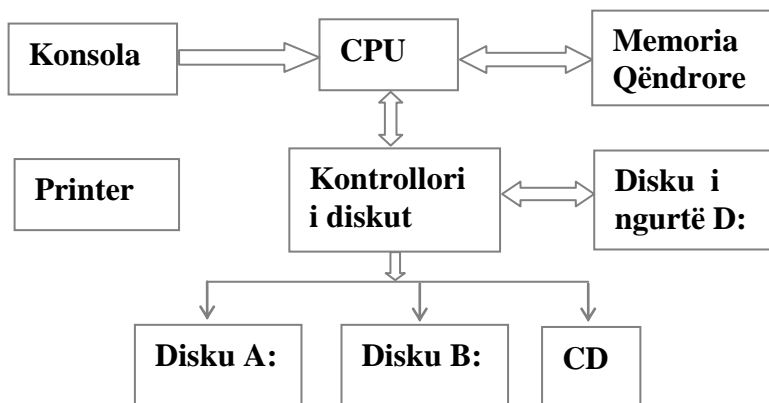 Konsola
CPU
Memoria
Qëndrore
Printer
Kontrollori
i diskut
Disku i
ngurtë D:
Disku A:
Disku B:
CD